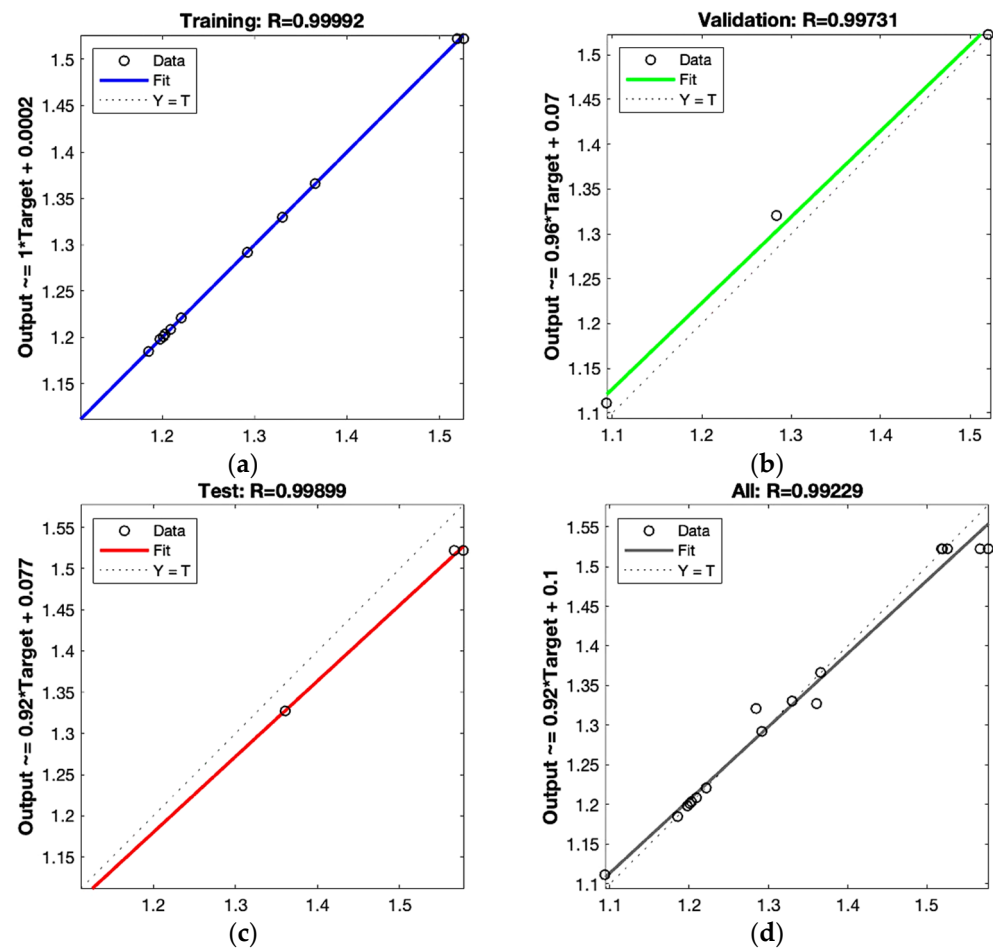 Training: R=0.99992
Output ~= 1*Target + 0.0002
Data
Fit
Y = T
1.5
1.45
1.4
1.35
1.3
1.25
1.2
1.15
1.2 1.3 1.4 1.5
(a)
Validation: R=0.99731
Output ~= 0.96*Target + 0.07
Data
Fit
Y = T
1.5
1.45
1.4
1.35
1.3
1.25
1.2
1.15
1.1
1.1 1.2 1.3 1.4 1.5
(b)
Test: R=0.99899
Output ~= 0.92*Target + 0.077
Data
Fit
Y = T
1.55
1.5
1.45
1.4
1.35
1.3
1.25
1.2
1.15
1.2 1.3 1.4 1.5
(c)
All: R=0.99229
Output ~= 0.92*Target + 0.1
Data
Fit
Y = T
1.55
1.5
1.45
1.4
1.35
1.3
1.25
1.2
1.15
1.1
1.1 1.2 1.3 1.4 1.5
(d)